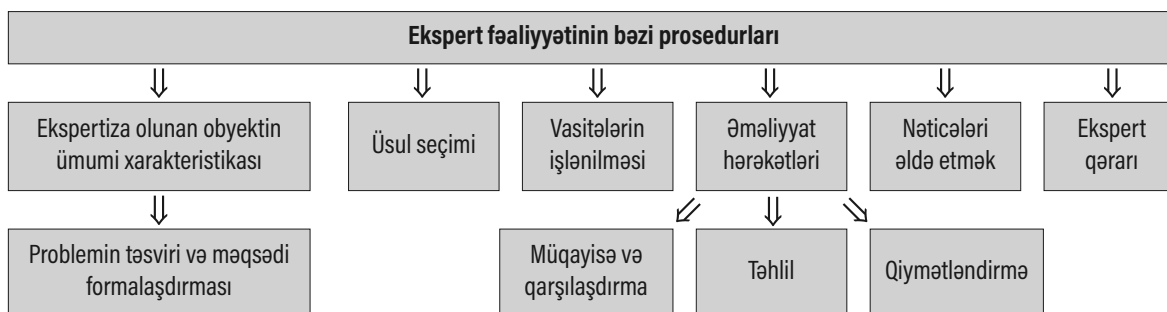 Ekspert fəaliyyətinin bəzi prosedurları
Ekspertiza olunan obyektin
ümumi xarakteristikası
Üsul seçimi
Vasitələrin
işlənilməsi
Əməliyyat
hərəkətləri
Nəticələri
əldə etmək
Ekspert
qərarı
Problemin təsviri və məqsədi
formalaşdırması
Müqayisə və
qarşılaşdırma
Təhlil
Qiymətləndirmə